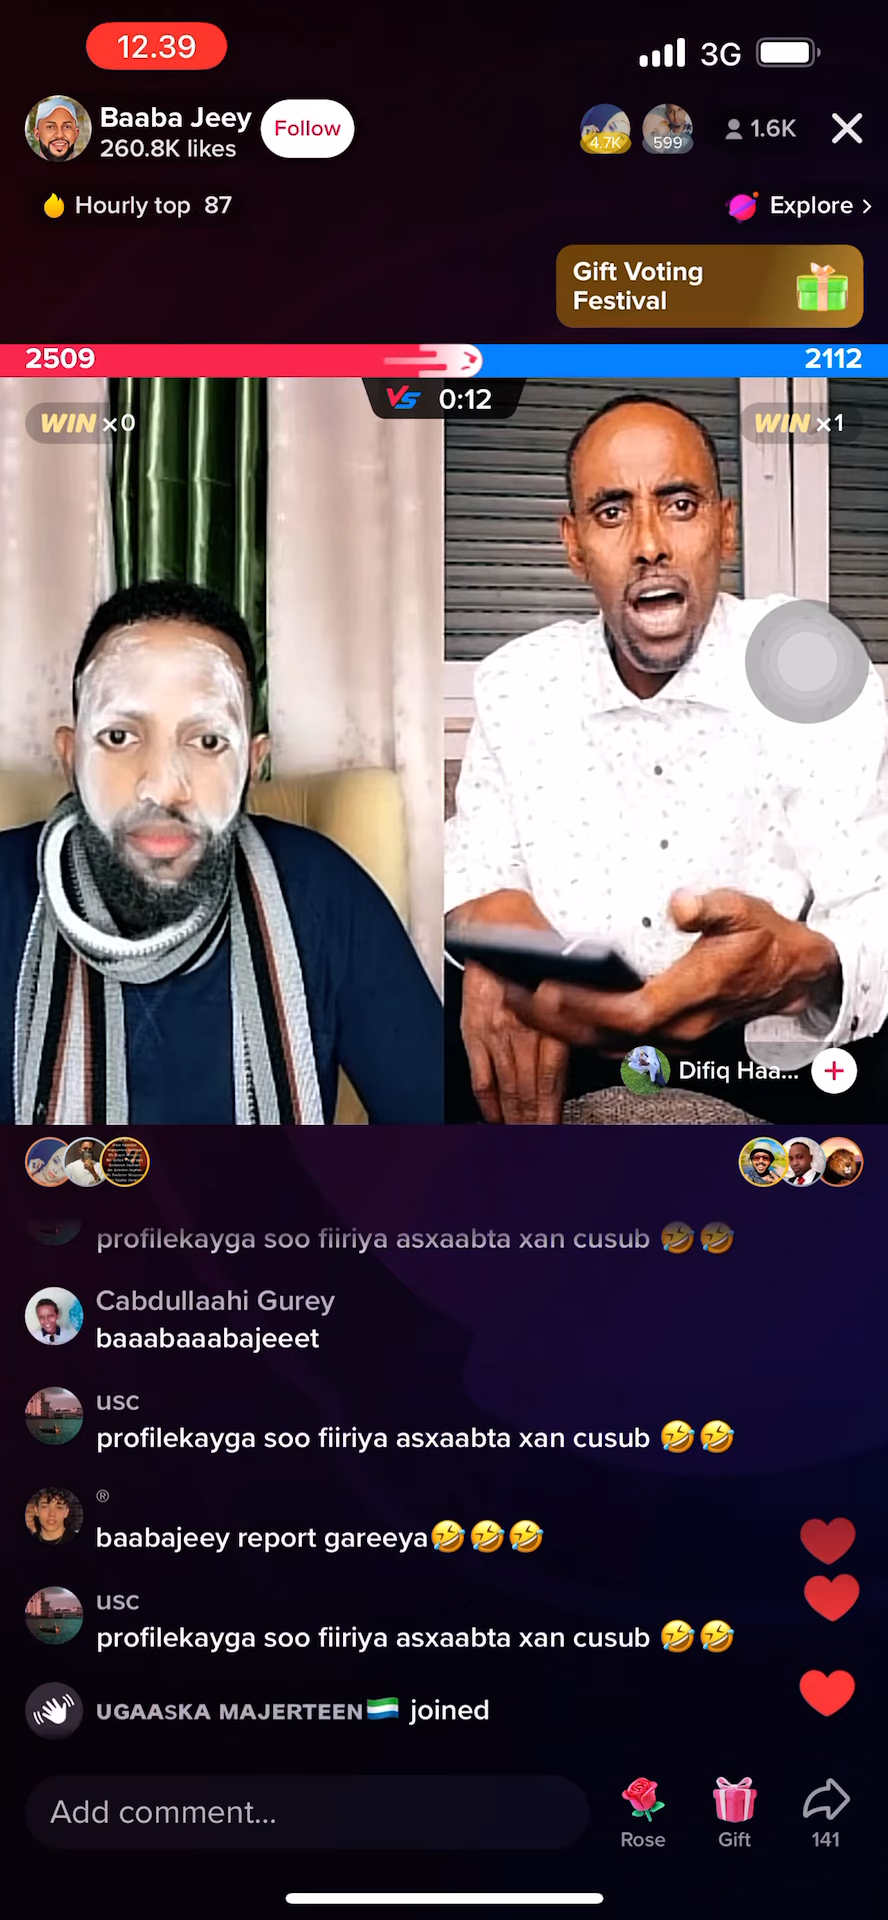 12.39
3G
Baaba Jeey
Follow
260.8K likes
4.7K
599
1.6K
Hourly top 87
Explore >
Gift Voting
Festival
2509
2112
VS 0:12
WIN x0
WIN x1
Difiq Haa...
profilekayga soo fiiriya asxaabta xan cusub 🤣🤣
Cabdullaahi Gurey
baaabaaabajeeet
usc
profilekayga soo fiiriya asxaabta xan cusub 🤣🤣
®
baabajeey report gareeya🤣🤣🤣
usc
profilekayga soo fiiriya asxaabta xan cusub 🤣🤣
ᴜɢᴀᴀsᴋᴀ ᴍᴀᴊᴇʀᴛᴇᴇɴ🇸🇱 joined
Add comment...
Rose
Gift
141